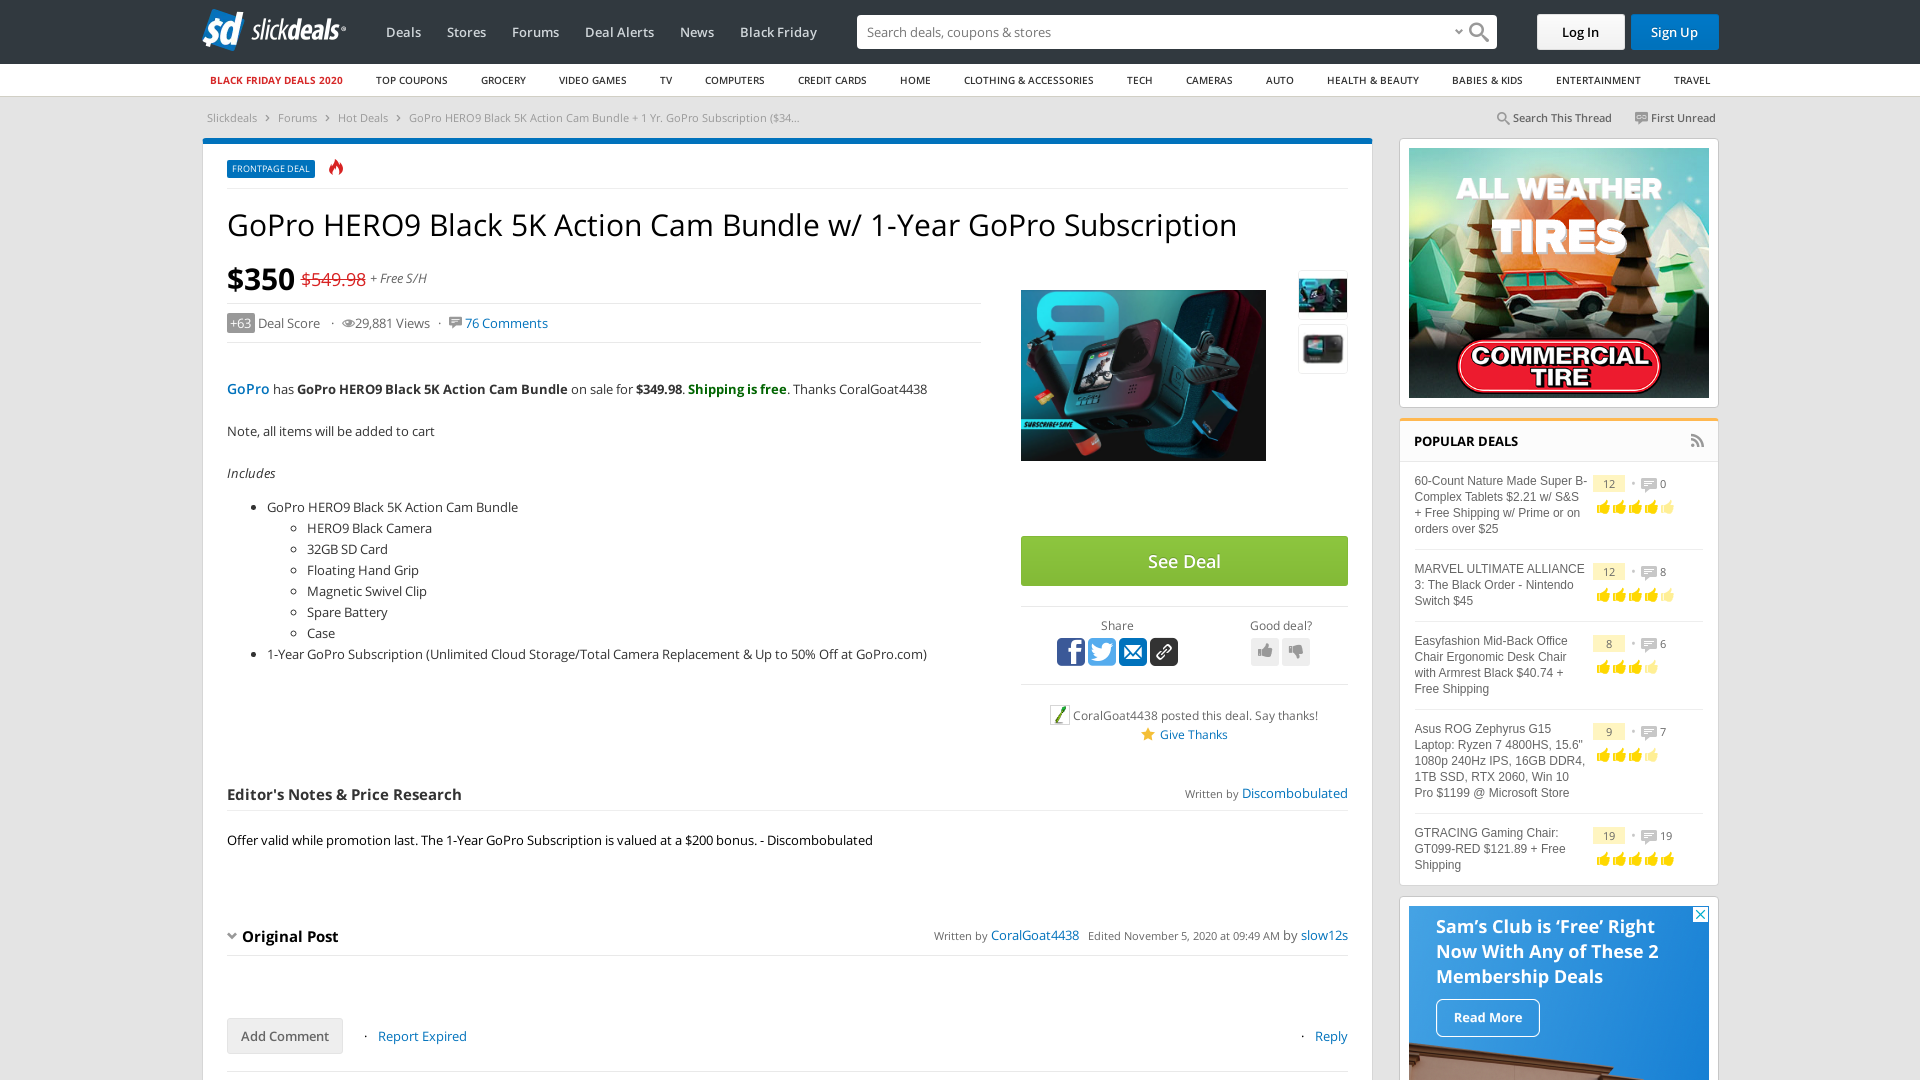 sd slickdeals
Deals Stores Forums Deal Alerts News Black Friday
Search deals, coupons & stores
Log In Sign Up
BLACK FRIDAY DEALS 2020 TOP COUPONS GROCERY VIDEO GAMES TV COMPUTERS CREDIT CARDS HOME CLOTHING & ACCESSORIES TECH CAMERAS AUTO HEALTH & BEAUTY BABIES & KIDS ENTERTAINMENT TRAVEL
Slickdeals › Forums › Hot Deals › GoPro HERO9 Black 5K Action Cam Bundle + 1 Yr. GoPro Subscription ($34...
Search This Thread First Unread
FRONTPAGE DEAL
GoPro HERO9 Black 5K Action Cam Bundle w/ 1-Year GoPro Subscription
$350 $549.98 + Free S/H
+63 Deal Score · 29,881 Views · 76 Comments
GoPro has GoPro HERO9 Black 5K Action Cam Bundle on sale for $349.98. Shipping is free. Thanks CoralGoat4438
Note, all items will be added to cart
Includes
GoPro HERO9 Black 5K Action Cam Bundle
HERO9 Black Camera
32GB SD Card
Floating Hand Grip
Magnetic Swivel Clip
Spare Battery
Case
1-Year GoPro Subscription (Unlimited Cloud Storage/Total Camera Replacement & Up to 50% Off at GoPro.com)
9
SUBSCRIBE+SAVE
See Deal
Share Good deal?
CoralGoat4438 posted this deal. Say thanks!
Give Thanks
Editor's Notes & Price Research
Written by Discombobulated
Offer valid while promotion last. The 1-Year GoPro Subscription is valued at a $200 bonus. - Discombobulated
Original Post
Written by CoralGoat4438 Edited November 5, 2020 at 09:49 AM by slow12s
Add Comment · Report Expired
· Reply
ALL WEATHER
TIRES
COMMERCIAL
TIRE
POPULAR DEALS
60-Count Nature Made Super B-
Complex Tablets $2.21 w/ S&S
+ Free Shipping w/ Prime or on
orders over $25
12 • 0
MARVEL ULTIMATE ALLIANCE
3: The Black Order - Nintendo
Switch $45
12 • 8
Easyfashion Mid-Back Office
Chair Ergonomic Desk Chair
with Armrest Black $40.74 +
Free Shipping
8 • 6
Asus ROG Zephyrus G15
Laptop: Ryzen 7 4800HS, 15.6"
1080p 240Hz IPS, 16GB DDR4,
1TB SSD, RTX 2060, Win 10
Pro $1199 @ Microsoft Store
9 • 7
GTRACING Gaming Chair:
GT099-RED $121.89 + Free
Shipping
19 • 19
Sam's Club is ‘Free’ Right
Now With Any of These 2
Membership Deals
Read More